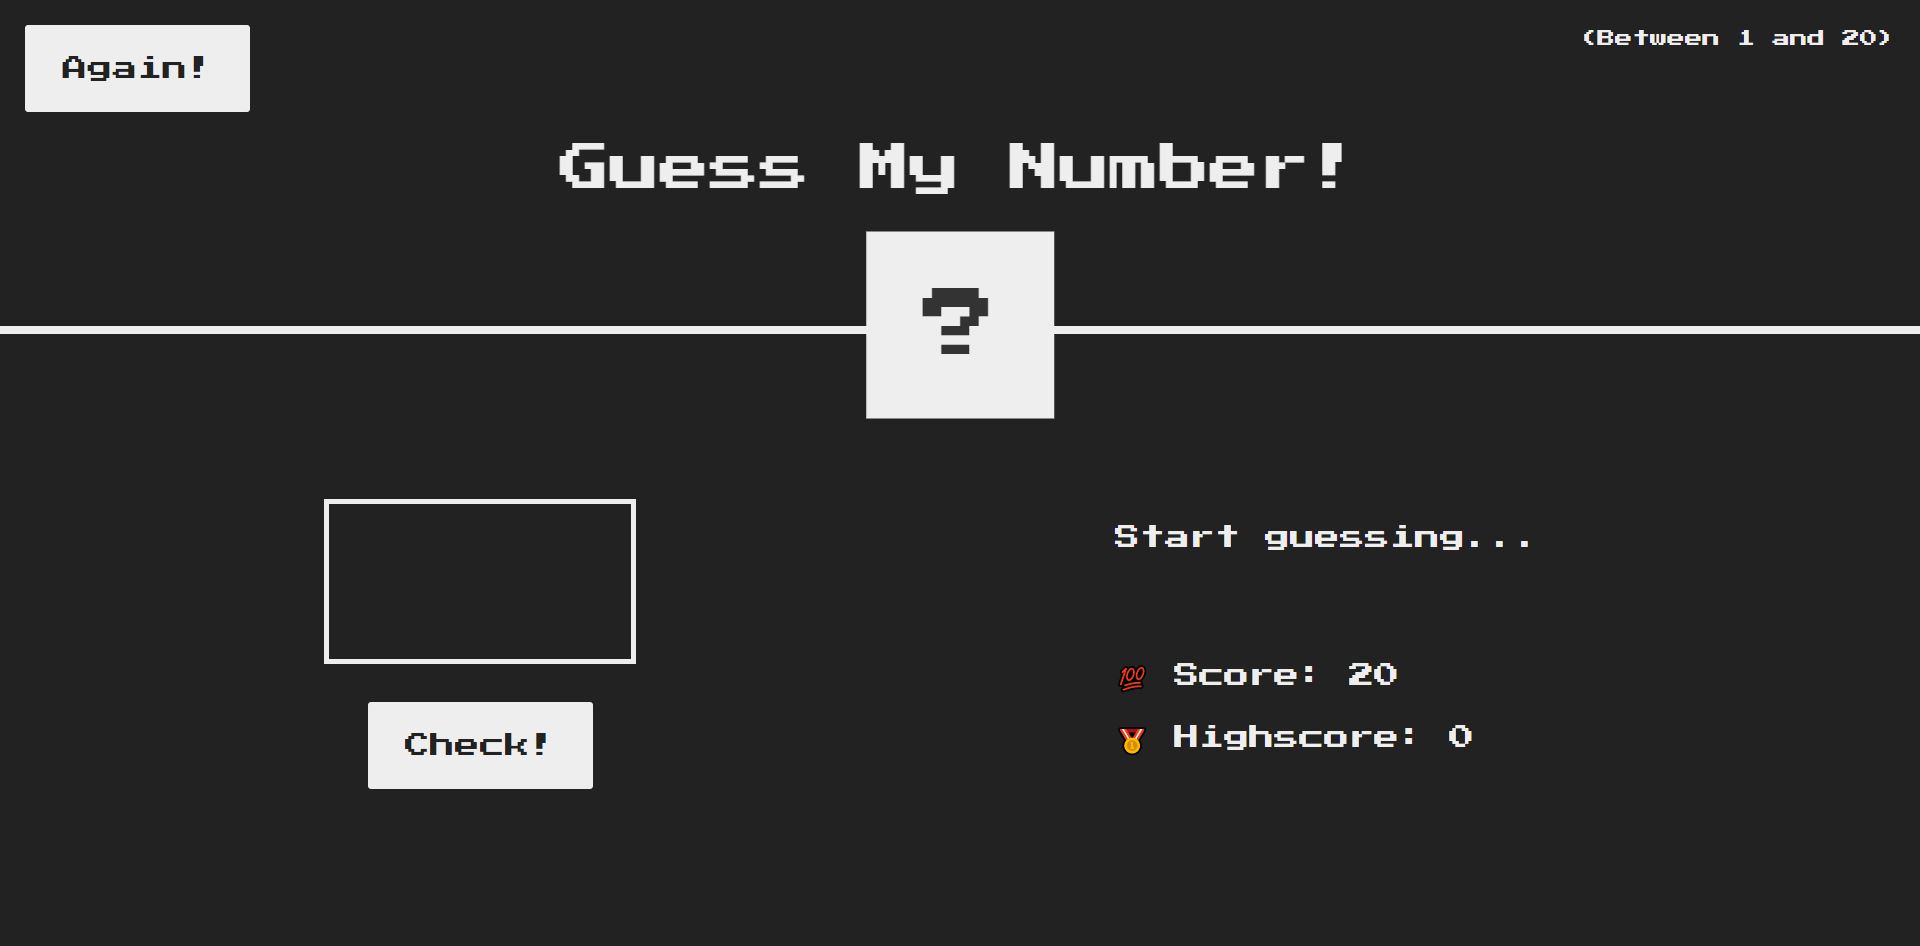 Again!
(Between 1 and 20)
Guess My Number!
?
Start guessing...
💯 Score: 20
🥇 Highscore: 0
Check!